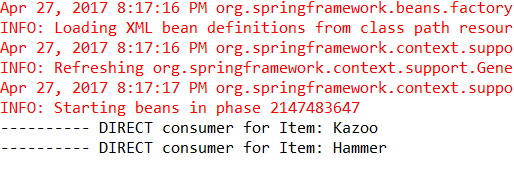 Apr 27, 2017 8:17:16 PM org.springframework.beans.factory
INFO: Loading XML bean definitions from class path resour
Apr 27, 2017 8:17:16 PM org.springframework.context.suppo
INFO: Refreshing org.springframework.context.support.Gene
Apr 27, 2017 8:17:17 PM org.springframework.context.suppo
INFO: Starting beans in phase 2147483647
---------- DIRECT consumer for Item: Kazoo
---------- DIRECT consumer for Item: Hammer